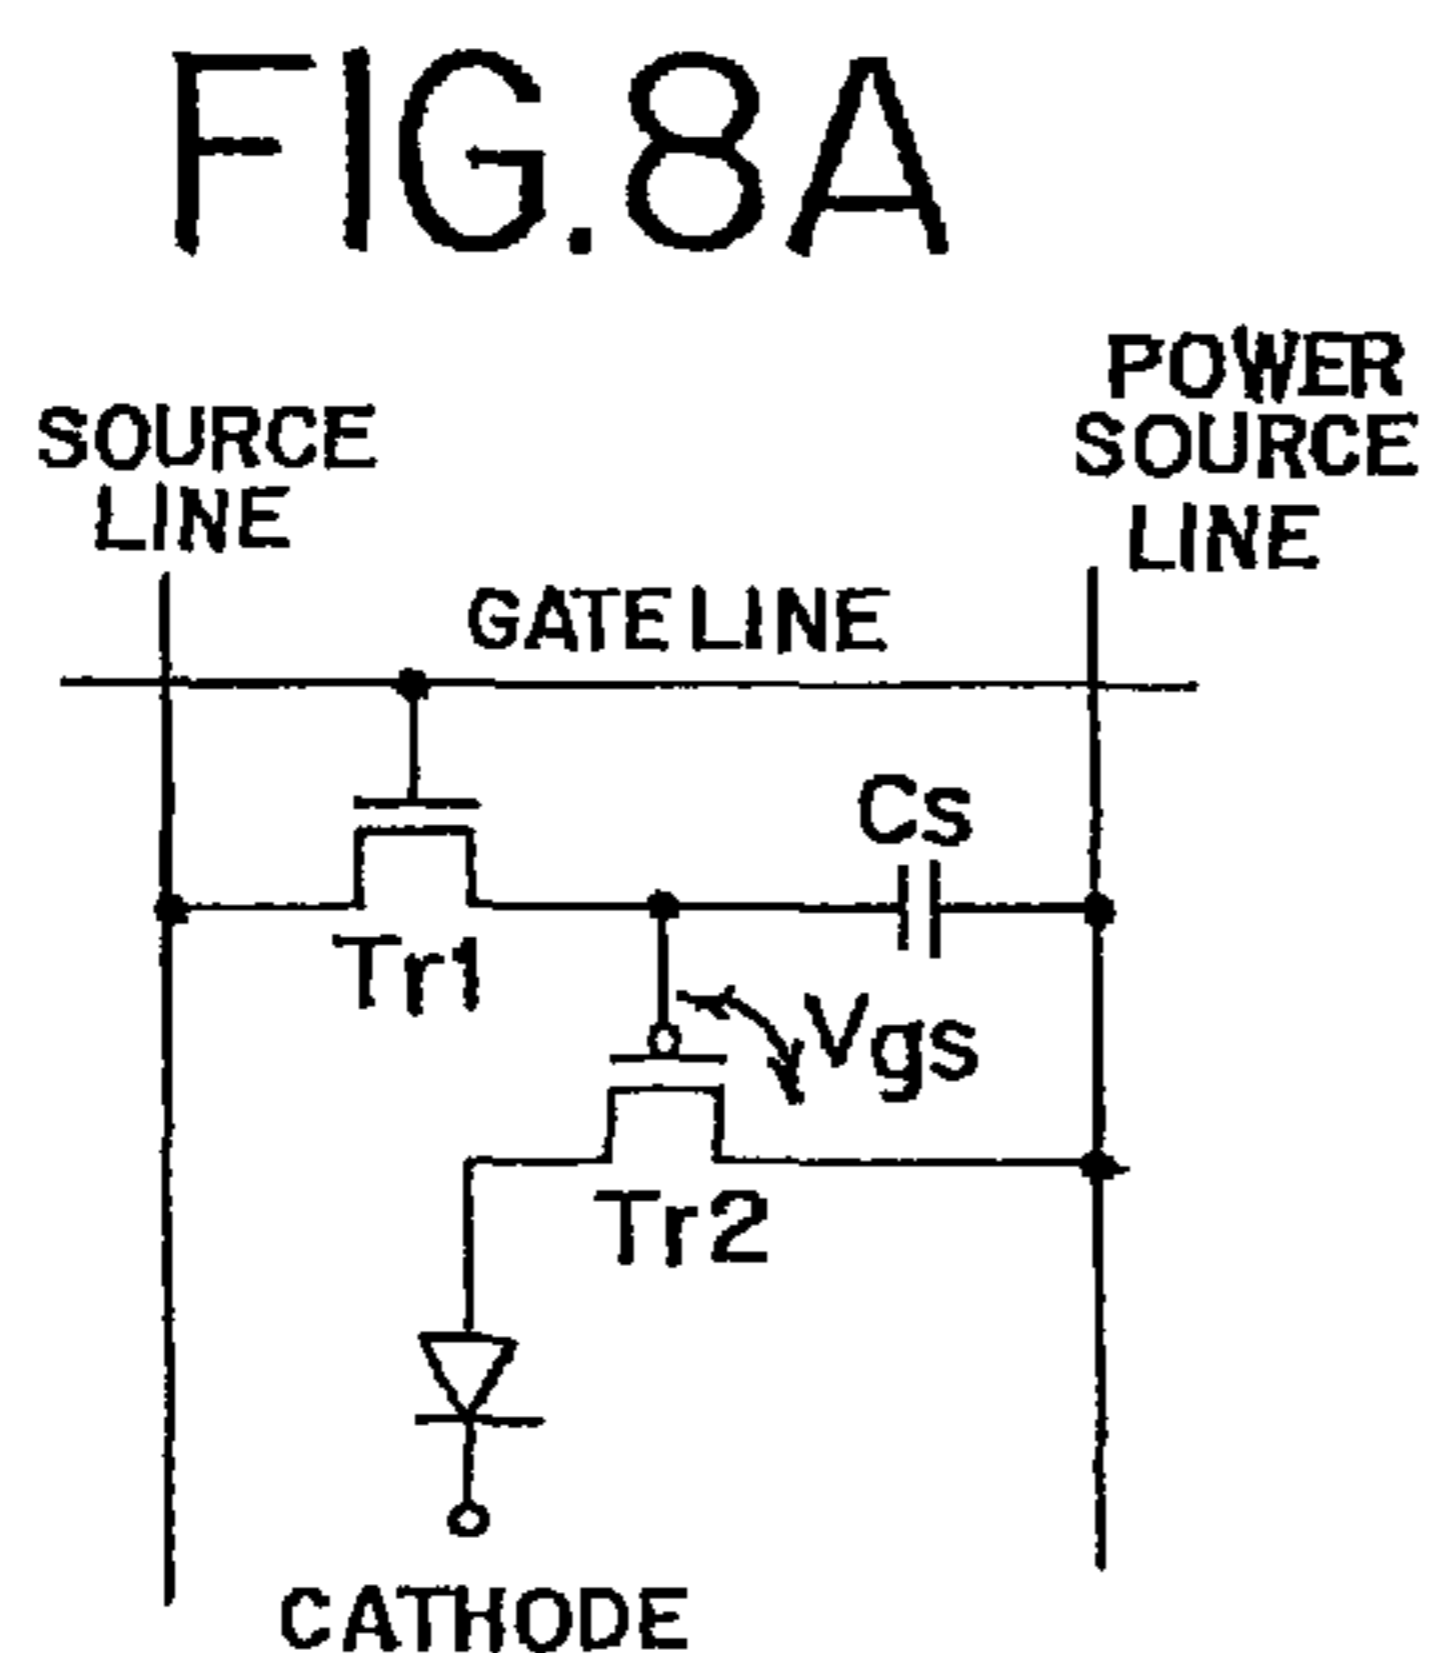 FIG.8A
SOURCE
LINE
POWER
SOURCE
LINE
GATE LINE
Cs
Tr1
Vgs
Tr2
CATHODE